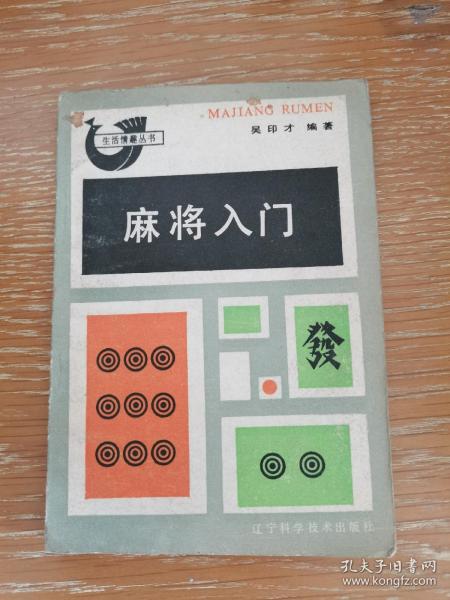 MAJIANG RUMEN
吴印才 编著
生活情趣丛书
麻将入门
發
辽宁科学技术出版社
孔夫子旧书网
www.kongfz.com